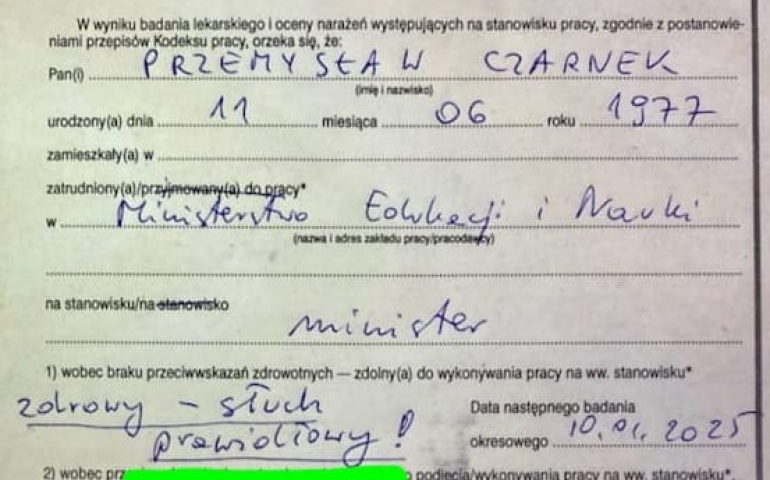 W wyniku badania lekarskiego i oceny narażeń występujących na stanowisku pracy, zgodnie z postanowie-
niami przepisów Kodeksu pracy, orzeka się, że:
Pan(i) PRZEMYSŁAW CZARNEK
(imię i nazwisko)
urodzony(a) dnia 11 miesiąca 06 roku 1977
zamieszkały(a) w
zatrudniony(a)/przyjmowany(a) do pracy*
w Ministerstwo Edukacji i Nauki
(nazwa i adres zakładu pracy/pracodawcy)
na stanowisku/na stanowisko
minister
1) wobec braku przeciwwskazań zdrowotnych — zdolny(a) do wykonywania pracy na ww. stanowisku*
zdrowy - słuch
prawidłowy!
Data następnego badania
okresowego 10.01.2025
2) wobec podjęcia/wykonywania pracy na ww. stanowisku*,